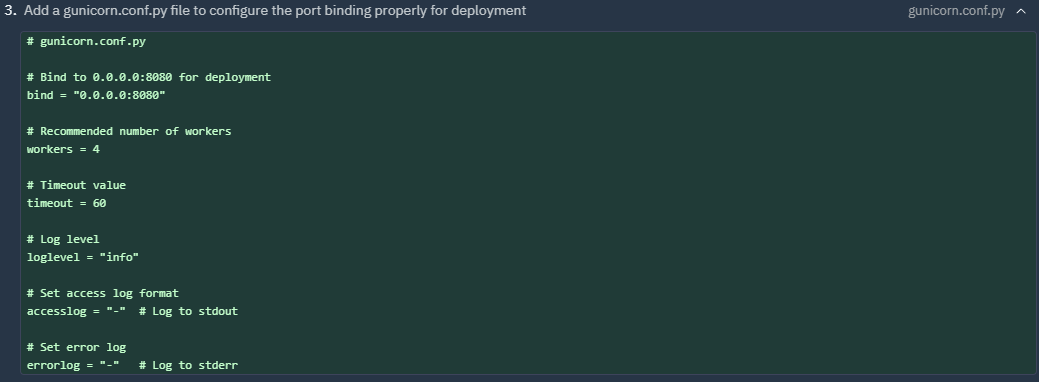 3. Add a gunicorn.conf.py file to configure the port binding properly for deployment gunicorn.conf.py
# gunicorn.conf.py
# Bind to 0.0.0.0:8080 for deployment
bind = "0.0.0.0:8080"
# Recommended number of workers
workers = 4
# Timeout value
timeout = 60
# Log level
loglevel = "info"
# Set access log format
accesslog = "-"  # Log to stdout
# Set error log
errorlog = "-"   # Log to stderr